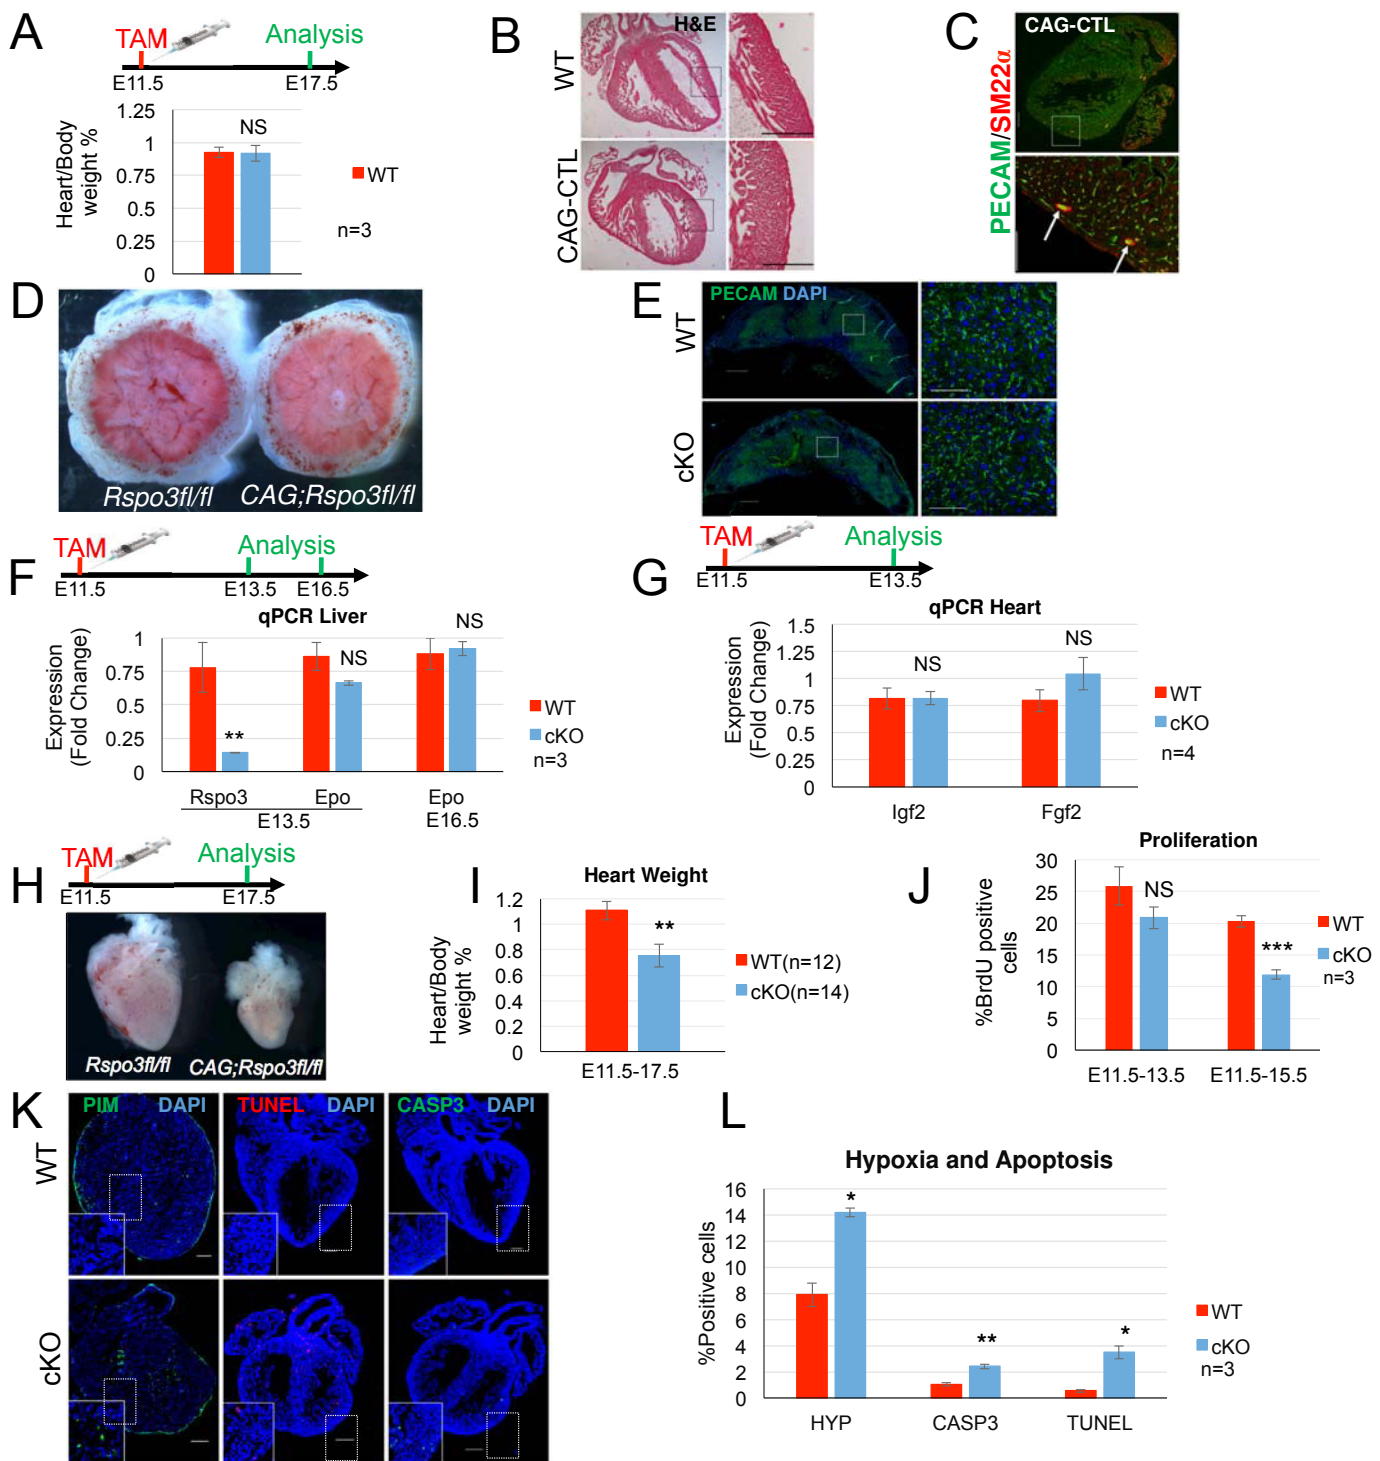 A
TAM
Analysis
E11.5
E17.5
1.25
1
0.75
0.5
0.25
0
Heart/Body
weight %
NS
WT
n=3
B
H&E
WT
CAG-CTL
C
CAG-CTL
PECAM/SM22α
D
Rspo3fl/fl
CAG;Rspo3fl/fl
E
PECAM DAPI
WT
cKO
F
TAM
Analysis
E11.5
E13.5
E16.5
qPCR Liver
Expression
(Fold Change)
1
0.75
0.5
0.25
0
**
NS
NS
WT
cKO
n=3
Rspo3
Epo
Epo
E13.5
E16.5
G
TAM
Analysis
E11.5
E13.5
qPCR Heart
Expression
(Fold Change)
1.5
1.25
1
0.75
0.5
0.25
0
NS
NS
WT
cKO
n=4
Igf2
Fgf2
H
TAM
Analysis
E11.5
E17.5
Rspo3fl/fl
CAG;Rspo3fl/fl
I
Heart Weight
Heart/Body
weight %
1.2
1
0.8
0.6
0.4
0.2
0
**
WT(n=12)
cKO(n=14)
E11.5-17.5
J
Proliferation
%BrdU positive
cells
30
25
20
15
10
5
0
NS
***
WT
cKO
n=3
E11.5-13.5
E11.5-15.5
K
PIM DAPI
TUNEL DAPI
CASP3 DAPI
WT
cKO
L
Hypoxia and Apoptosis
%Positive cells
16
14
12
10
8
6
4
2
0
*
**
*
WT
cKO
n=3
HYP
CASP3
TUNEL